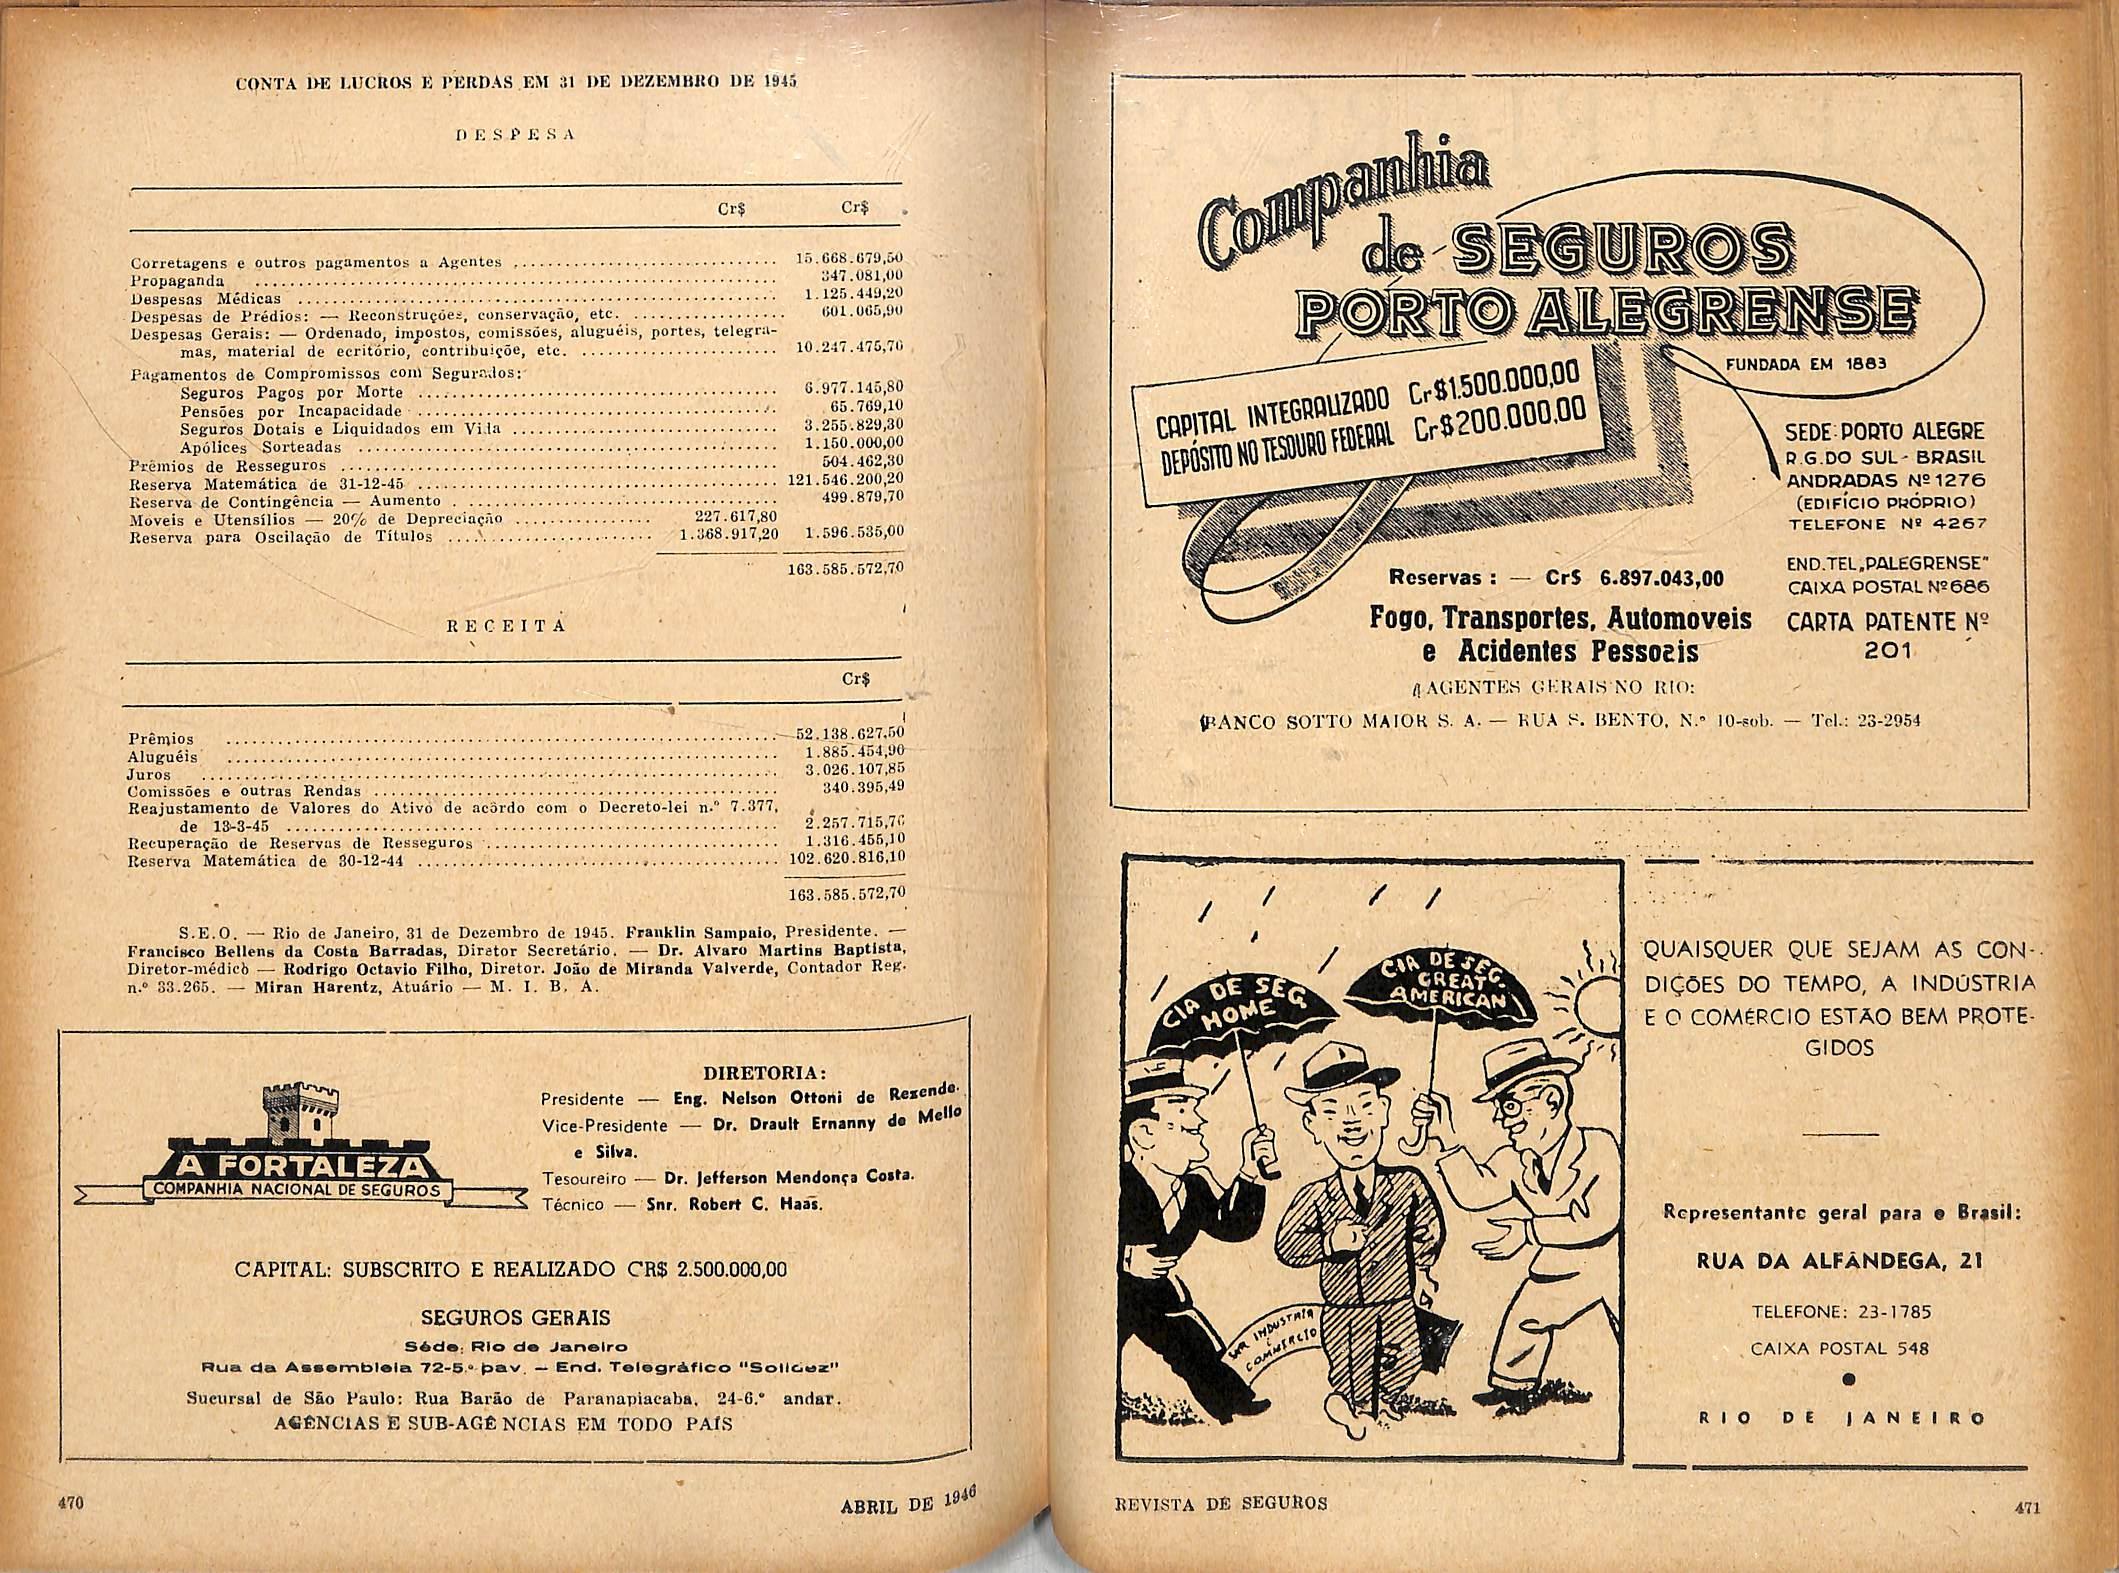 CONTA DE LUCROS E PERDAS EM 31 DE DEZEMBRO DE 1945
DESPESA
Cr$ Cr$
Corretagens e outros pagamentos a Agentes .............................. 15.668.679,50
Propaganda .............................. 347.081,00
Despesas Médicas .............................. 1.125.449,20
Despesas de Prédios: — Reconstruções, conservação, etc. .................. 601.065,90
Despesas Gerais: — Ordenado, impostos, comissões, aluguéis, portes, telegra-
mas, material de ecritório, contribuiçõe, etc. ....................... 10.247.475,70
Pagamentos de Compromissos com Segurados:
Seguros Pagos por Morte .............................. 6.977.145,80
Pensões por Incapacidade .............................. 65.769,10
Seguros Dotais e Liquidados em Vida .............................. 3.255.829,30
Apólices Sorteadas .............................. 1.150.000,00
Prêmios de Resseguros .............................. 504.462,30
Reserva Matemática de 31-12-45 .............................. 121.546.200,20
Reserva de Contingência — Aumento .............................. 499.879,70
Moveis e Utensílios — 20% de Depreciação ................ 227.617,80
Reserva para Oscilação de Títulos ........................ 1.368.917,20 1.596.535,00
163.585.572,70
RECEITA
Cr$
Prêmios .............................. 52.138.627,50
Aluguéis .............................. 1.885.454,90
Juros .............................. 3.026.107,85
Comissões e outras Rendas .............................. 340.395,49
Reajustamento de Valores do Ativo de acôrdo com o Decreto-lei n.º 7.377,
de 13-3-45 .............................. 2.257.715,76
Recuperação de Reservas de Resseguros .............................. 1.316.455,10
Reserva Matemática de 30-12-44 .............................. 102.620.816,10
163.585.572,70
S.E.O. — Rio de Janeiro, 31 de Dezembro de 1945. Franklin Sampaio, Presidente. —
Francisco Bellens da Costa Barradas, Diretor Secretário. — Dr. Alvaro Martins Baptista,
Diretor-médico — Rodrigo Octavio Filho, Diretor. João de Miranda Valverde, Contador Reg.
n.º 33.265. — Miran Harentz, Atuário — M. I. B. A.
A FORTALEZA
COMPANHIA NACIONAL DE SEGUROS
DIRETORIA:
Presidente — Eng. Nelson Ottoni de Rezende.
Vice-Presidente — Dr. Drault Ernanny de Mello
e Silva.
Tesoureiro — Dr. Jefferson Mendonça Costa.
Técnico — Snr. Robert C. Haas.
CAPITAL: SUBSCRITO E REALIZADO CR$ 2.500.000,00
SEGUROS GERAIS
Séde: Rio de Janeiro
Rua da Assembleia 72-5.º pav. — End. Telegráfico "Solidez"
Sucursal de São Paulo: Rua Barão de Paranapiacaba, 24-6.º andar.
AGÊNCIAS E SUB-AGÊNCIAS EM TODO PAÍS
470 ABRIL DE 1946
Companhia
de SEGUROS
PORTO ALEGRENSE
FUNDADA EM 1883
CAPITAL INTEGRALIZADO Cr$1.500.000,00
DEPÓSITO NO TESOURO FEDERAL Cr$200.000,00
SEDE: PORTO ALEGRE
R.G. DO SUL - BRASIL
ANDRADAS Nº 1276
(EDIFÍCIO PRÓPRIO)
TELEFONE Nº 4267
END. TEL. „PALEGRENSE"
CAIXA POSTAL Nº 686
CARTA PATENTE Nº
201
Reservas : — Cr$ 6.897.043,00
Fogo, Transportes, Automoveis
e Acidentes Pessoais
AGENTES GERAIS NO RIO:
BANCO SOTTO MAIOR S. A. — RUA S. BENTO, N.º 10-sob. — Tel.: 23-2954
CIA DE SEG.
HOME
CIA DE SEG.
GREAT
AMERICAN
SNR INDUSTRIA
E
COMMERCIO
QUAISQUER QUE SEJAM AS CON-
DIÇÕES DO TEMPO, A INDÚSTRIA
E O COMÉRCIO ESTÃO BEM PROTE-
GIDOS
Representante geral para o Brasil:
RUA DA ALFÂNDEGA, 21
TELEFONE: 23-1785
CAIXA POSTAL 548
RIO DE JANEIRO
REVISTA DE SEGUROS 471